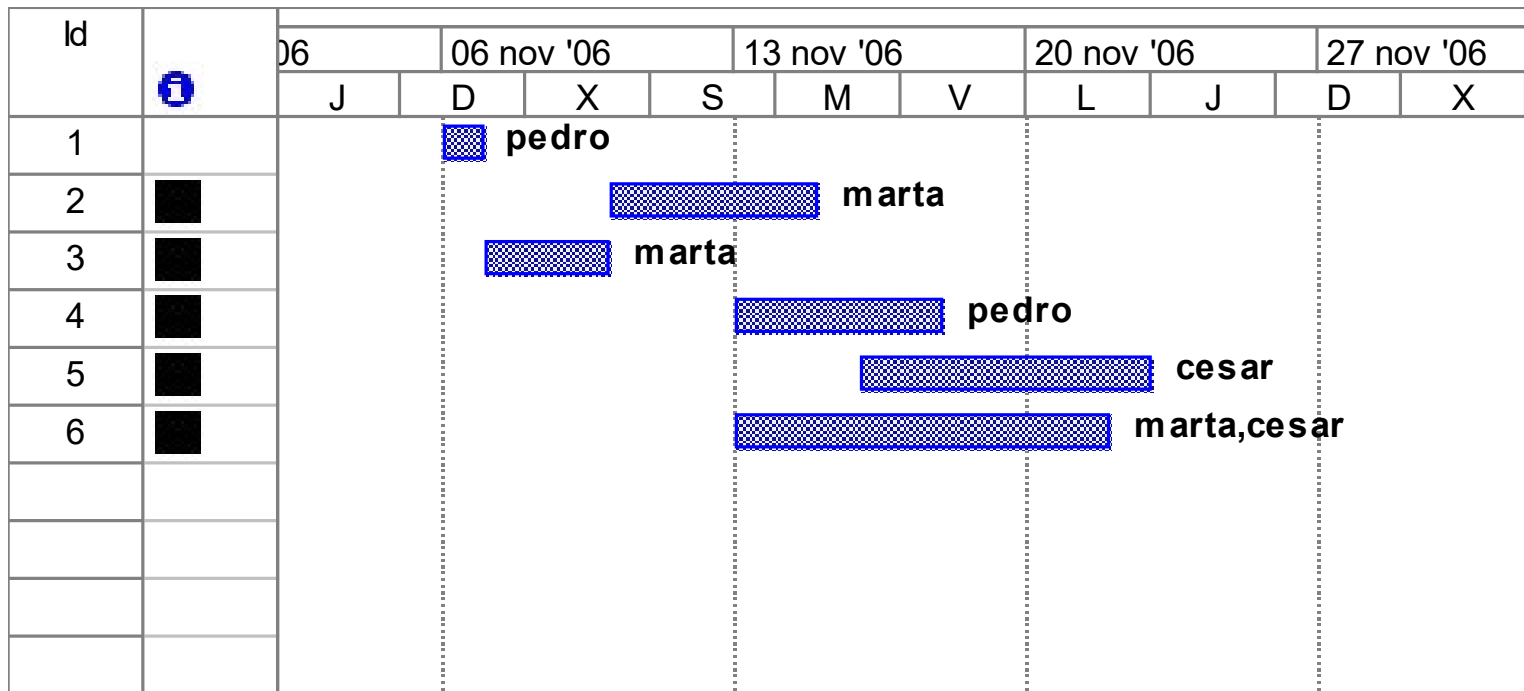 Id
06 06 nov '06 13 nov '06 20 nov '06 27 nov '06
J D X S M V L J D X
1 pedro
2 marta
3 marta
4 pedro
5 cesar
6 marta,cesar